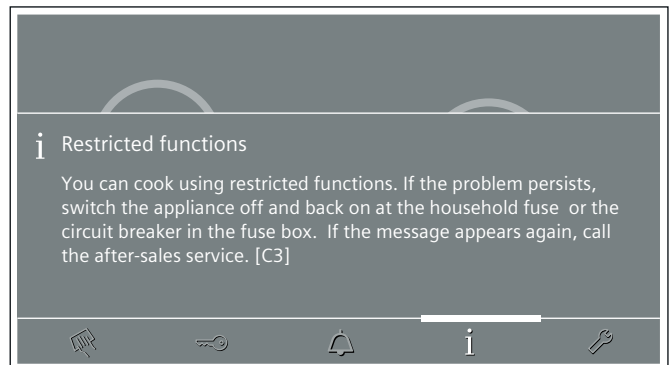 i Restricted functions
You can cook using restricted functions. If the problem persists,
switch the appliance off and back on at the household fuse or the
circuit breaker in the fuse box. If the message appears again, call
the after-sales service. [C3]
i